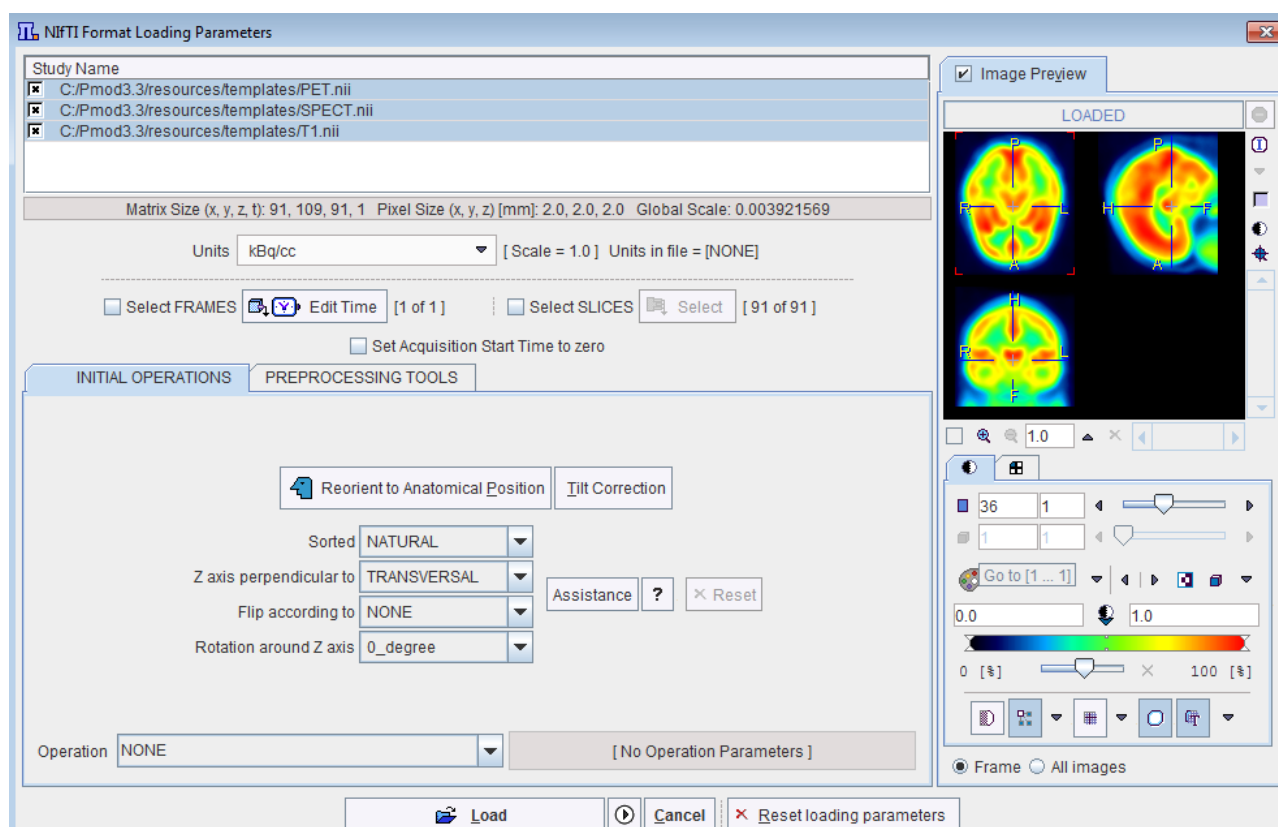 NIfTI Format Loading Parameters
Study Name
C:/Pmod3.3/resources/templates/PET.nii
C:/Pmod3.3/resources/templates/SPECT.nii
C:/Pmod3.3/resources/templates/T1.nii
Matrix Size (x, y, z, t): 91, 109, 91, 1 Pixel Size (x, y, z) [mm]: 2.0, 2.0, 2.0 Global Scale: 0.003921569
Units kBq/cc [ Scale = 1.0 ] Units in file = [NONE]
Select FRAMES Edit Time [1 of 1 ] Select SLICES Select [ 91 of 91 ]
Set Acquisition Start Time to zero
INITIAL OPERATIONS PREPROCESSING TOOLS
Reorient to Anatomical Position Tilt Correction
Sorted NATURAL
Z axis perpendicular to TRANSVERSAL
Flip according to NONE
Rotation around Z axis 0_degree
Assistance ? Reset
Operation NONE [ No Operation Parameters ]
Load Cancel Reset loading parameters
Image Preview
LOADED
P P
R L H F
A A
H
R L
F
1.0
36 1
1 1
Go to [1 ... 1]
0.0 1.0
0 [%] 100 [%]
Frame All images